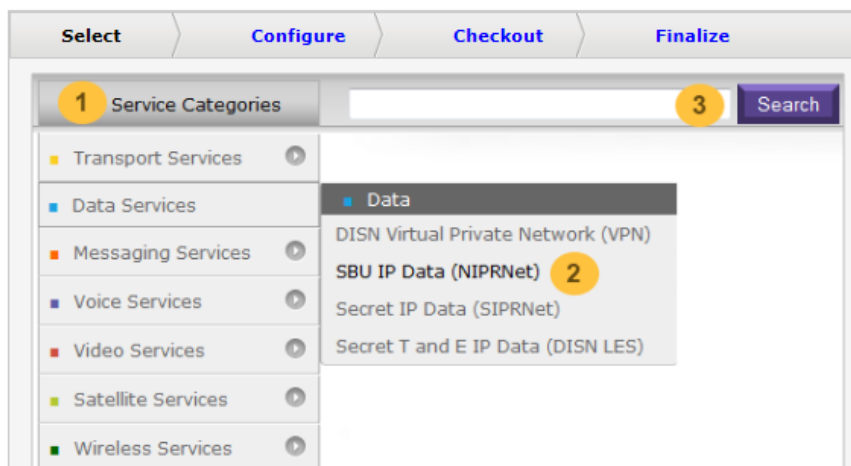 Select Configure Checkout Finalize
1 Service Categories 3 Search
Transport Services
Data Services
Data
DISN Virtual Private Network (VPN)
Messaging Services
SBU IP Data (NIPRNet) 2
Voice Services
Secret IP Data (SIPRNet)
Video Services
Secret T and E IP Data (DISN LES)
Satellite Services
Wireless Services